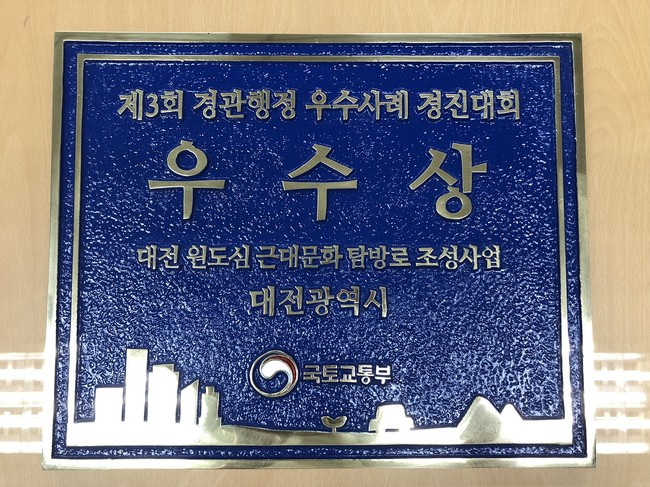 제3회 경관행정 우수사례 경진대회
우수상
대전 원도심 근대문화 탐방로 조성사업
대전광역시
국토교통부